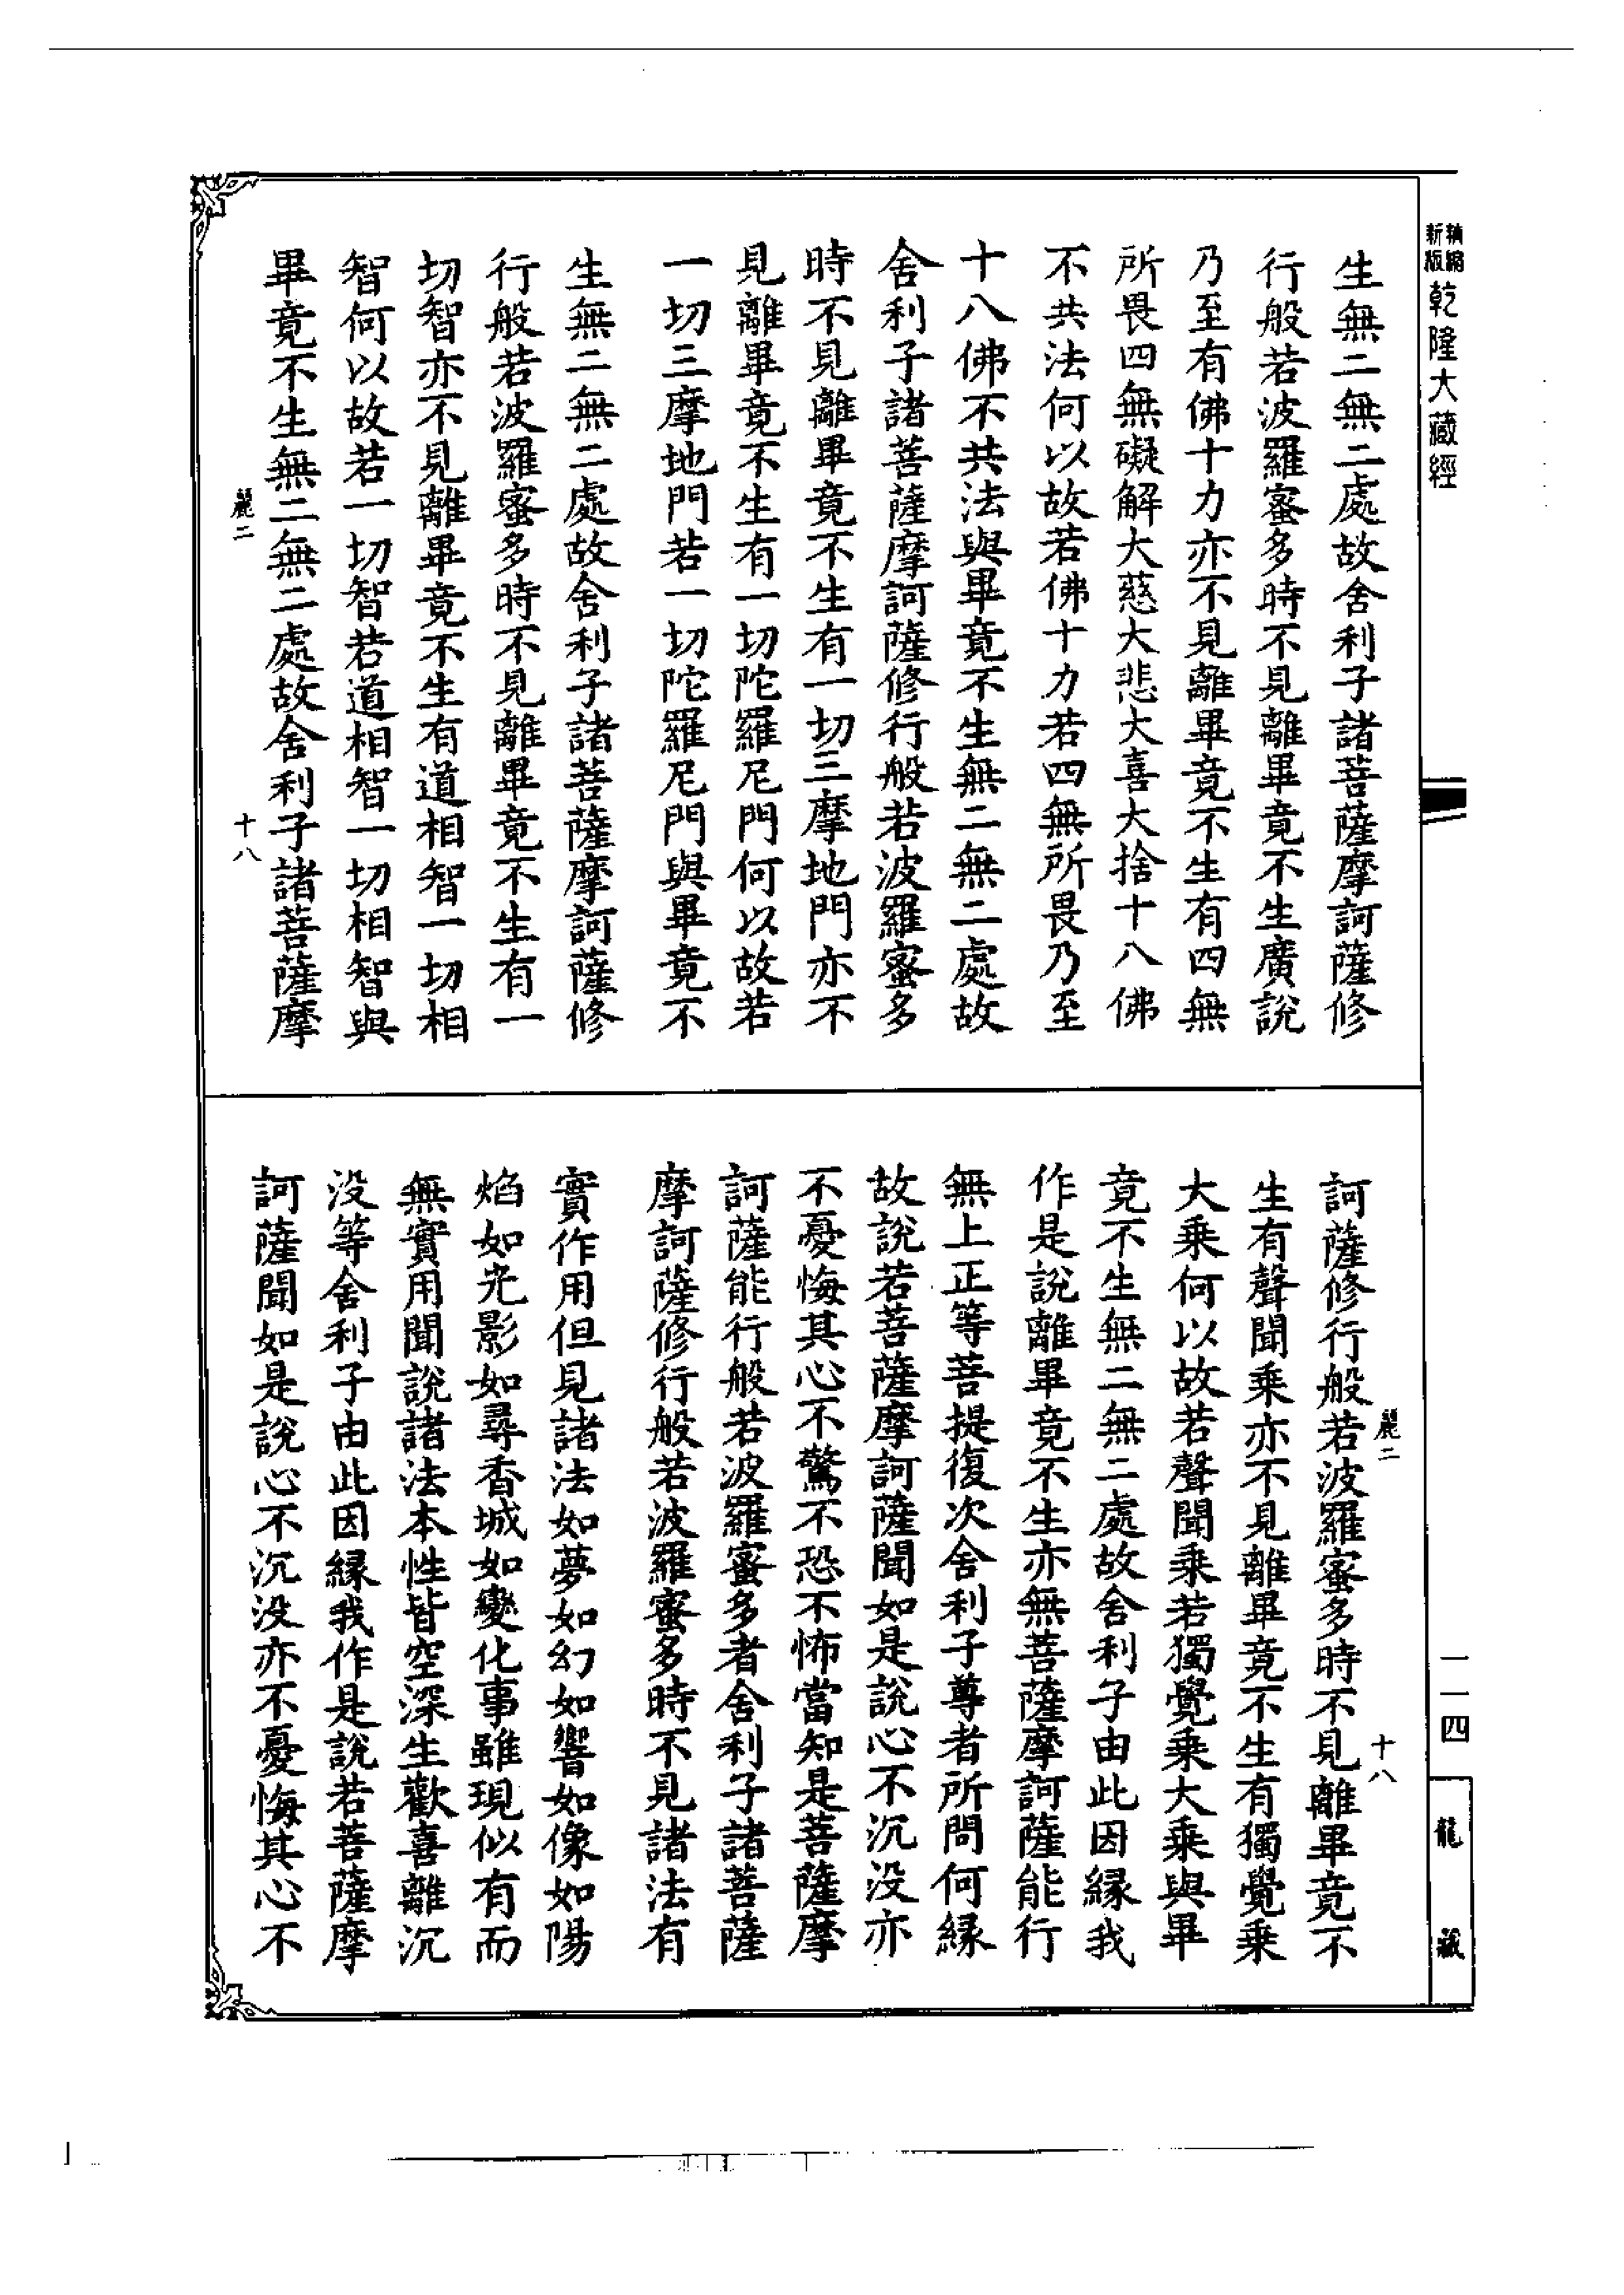 精縮
新版
乾隆大藏經
生無二無二處故舍利子諸菩薩摩訶薩修
行般若波羅蜜多時不見離畢竟不生廣說
乃至有佛十力亦不見離畢竟不生有四無
所畏四無礙解大慈大悲大喜大捨十八佛
不共法何以故若佛十力若四無所畏乃至
十八佛不共法與畢竟不生無二無二處故
舍利子諸菩薩摩訶薩修行般若波羅蜜多
時不見離畢竟不生有一切三摩地門亦不
見離畢竟不生有一切陀羅尼門何以故若
一切三摩地門若一切陀羅尼門與畢竟不
生無二無二處故舍利子諸菩薩摩訶薩修
行般若波羅蜜多時不見離畢竟不生有一
切智亦不見離畢竟不生有道相智一切相
智何以故若一切智若道相智一切相智與
畢竟不生無二無二處故舍利子諸菩薩摩
麗二
十八
麗二
十八
訶薩修行般若波羅蜜多時不見離畢竟不
生有聲聞乘亦不見離畢竟不生有獨覺乘
大乘何以故若聲聞乘若獨覺乘大乘與畢
竟不生無二無二處故舍利子由此因緣我
作是說離畢竟不生亦無菩薩摩訶薩能行
無上正等菩提復次舍利子尊者所問何緣
故說若菩薩摩訶薩聞如是說心不沉沒亦
不憂悔其心不驚不恐不怖當知是菩薩摩
訶薩能行般若波羅蜜多者舍利子諸菩薩
摩訶薩修行般若波羅蜜多時不見諸法有
實作用但見諸法如夢如幻如響如像如陽
焰如光影如尋香城如變化事雖現似有而
無實用聞說諸法本性皆空深生歡喜離沉
没等舍利子由此因緣我作是說若菩薩摩
訶薩聞如是說心不沉没亦不憂悔其心不
一一四
龍藏